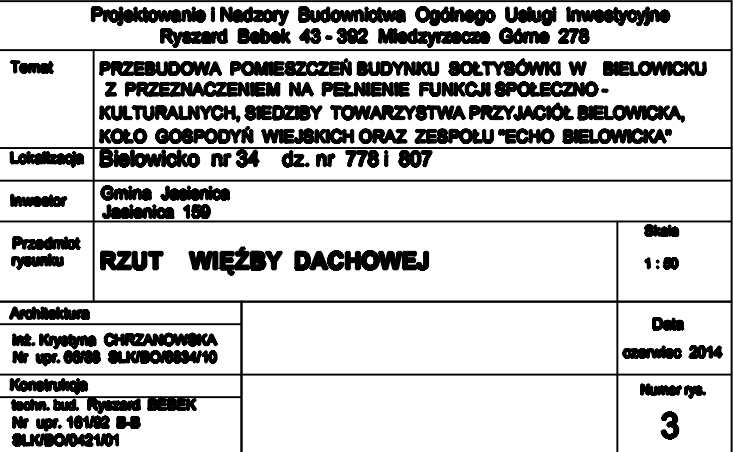 Projektowanie i Nadzory Budownictwa Ogólnego Usługi Inwestycyjne
Ryszard Bebek 43 - 392 Miedzyrzecze Górne 278
Temat
PRZEBUDOWA POMIESZCZEŃ BUDYNKU SOŁTYSÓWKI W BIELOWICKU
Z PRZEZNACZENIEM NA PEŁNIENIE FUNKCJI SPOŁECZNO -
KULTURALNYCH, SIEDZIBY TOWARZYSTWA PRZYJACIÓŁ BIELOWICKA,
KOŁO GOSPODYŃ WIEJSKICH ORAZ ZESPOŁU "ECHO BIELOWICKA"
Lokalizacja
Bielowicko nr 34 dz. nr 778 i 807
Inwestor
Gmina Jasienica
Jasienica 159
Przedmiot
rysunku
RZUT WIĘŹBY DACHOWEJ
Skala
1 : 50
Architektura
inż. Krystyna CHRZANOWSKA
Nr upr. 66/88 SLK/BO/6834/10
Data
czerwiec 2014
Konstrukcja
techn. bud. Ryszard BEBEK
Nr upr. 161/92 B-B
SLK/BO/0421/01
Numer rys.
3